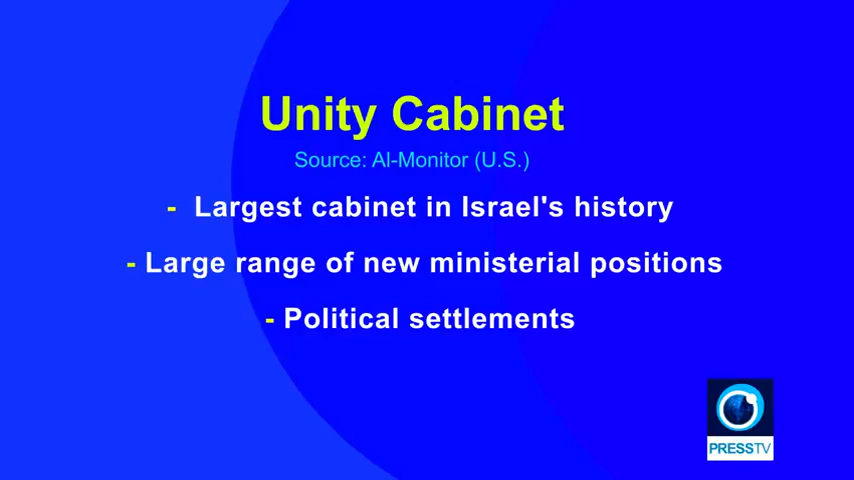 Unity Cabinet
Source: Al-Monitor (U.S.)
- Largest cabinet in Israel's history
- Large range of new ministerial positions
- Political settlements
PRESSTV